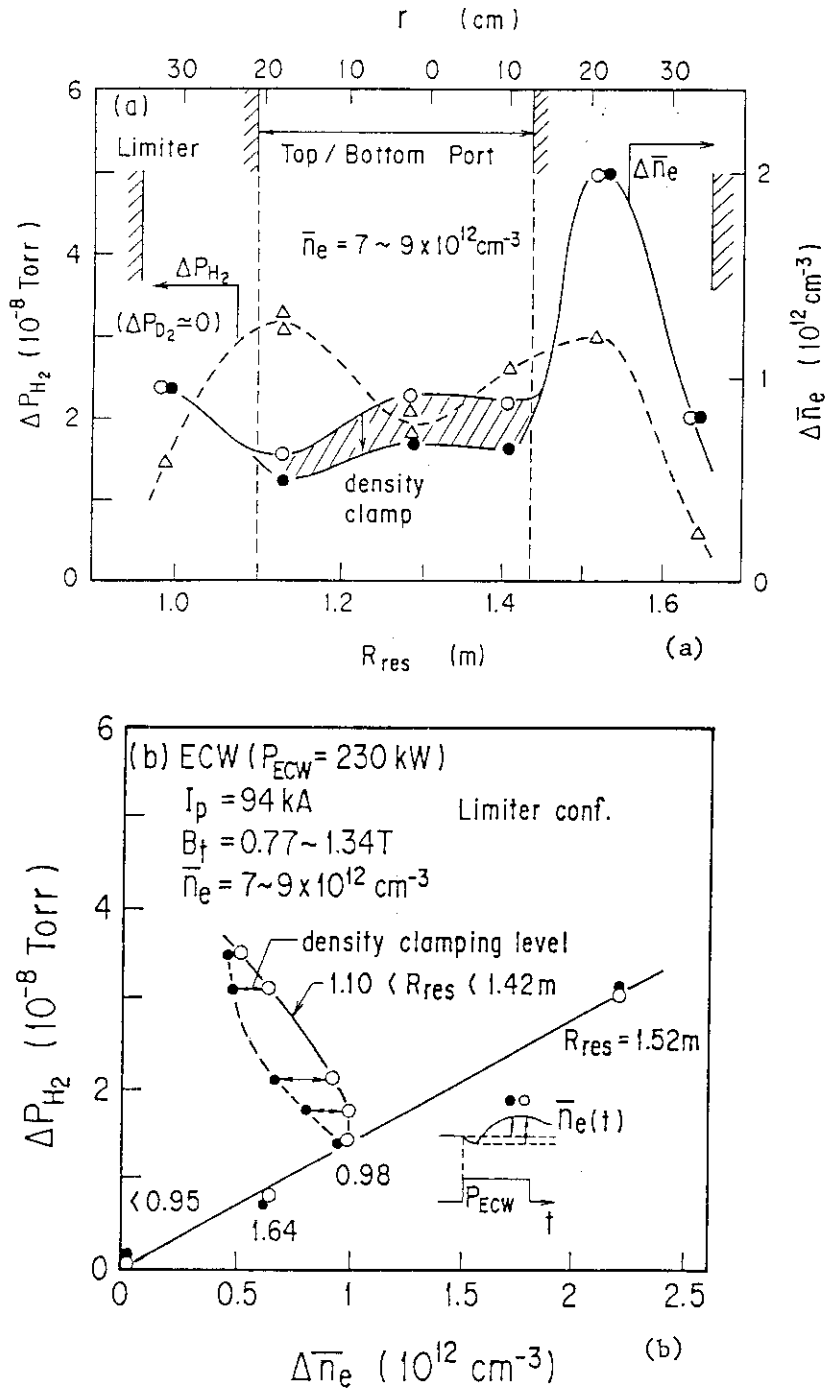 r (cm)
30 20 10 0 10 20 30
(a)
Limiter
Top / Bottom Port
Δn̅e
n̅e = 7 ~ 9 x 10¹² cm⁻³
ΔPH₂
(ΔPD₂≃0)
density
clamp
6
4
2
0
ΔPH₂ (10⁻⁸ Torr)
2
1
0
Δn̅e (10¹² cm⁻³)
1.0 1.2 1.4 1.6
Rres (m)
(a)
(b) ECW (PECW = 230 kW)
Ip = 94 kA
Limiter conf.
Bt = 0.77 ~ 1.34T
n̅e = 7 ~ 9 x 10¹² cm⁻³
density clamping level
1.10 < Rres < 1.42m
Rres = 1.52m
n̅e(t)
0.98
<0.95
1.64
PECW
t
6
4
2
0
ΔPH₂ (10⁻⁸ Torr)
0 0.5 1 1.5 2 2.5
Δn̅e (10¹² cm⁻³)
(b)